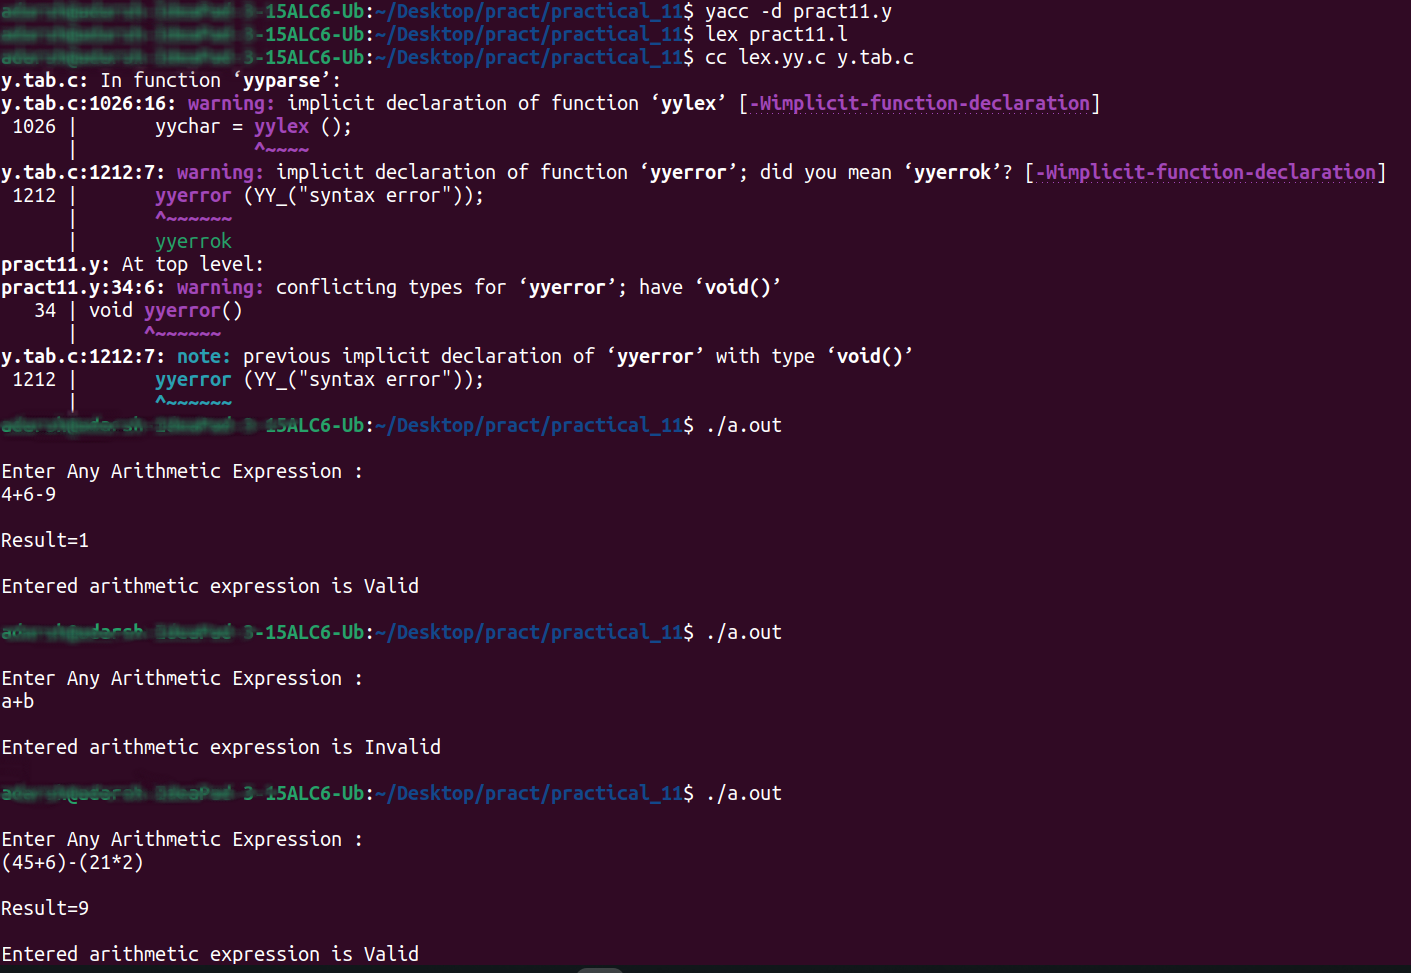 3-15ALC6-Ub:~/Desktop/pract/practical_11$ yacc -d pract11.y
3-15ALC6-Ub:~/Desktop/pract/practical_11$ lex pract11.l
3-15ALC6-Ub:~/Desktop/pract/practical_11$ cc lex.yy.c y.tab.c
y.tab.c: In function ‘yyparse’:
y.tab.c:1026:16: warning: implicit declaration of function ‘yylex’ [-Wimplicit-function-declaration]
 1026 |       yychar = yylex ();
      |                ^~~~~
y.tab.c:1212:7: warning: implicit declaration of function ‘yyerror’; did you mean ‘yyerrok’? [-Wimplicit-function-declaration]
 1212 |       yyerror (YY_("syntax error"));
      |       ^~~~~~~
      |       yyerrok
pract11.y: At top level:
pract11.y:34:6: warning: conflicting types for ‘yyerror’; have ‘void()’
   34 | void yyerror()
      |      ^~~~~~~
y.tab.c:1212:7: note: previous implicit declaration of ‘yyerror’ with type ‘void()’
 1212 |       yyerror (YY_("syntax error"));
      |       ^~~~~~~
3-15ALC6-Ub:~/Desktop/pract/practical_11$ ./a.out
Enter Any Arithmetic Expression :
4+6-9
Result=1
Entered arithmetic expression is Valid
3-15ALC6-Ub:~/Desktop/pract/practical_11$ ./a.out
Enter Any Arithmetic Expression :
a+b
Entered arithmetic expression is Invalid
3-15ALC6-Ub:~/Desktop/pract/practical_11$ ./a.out
Enter Any Arithmetic Expression :
(45+6)-(21*2)
Result=9
Entered arithmetic expression is Valid